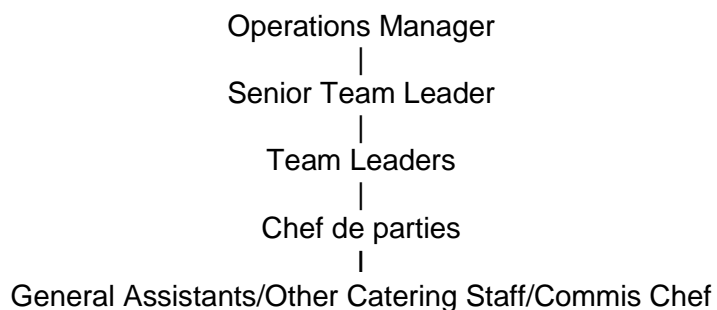 Operations Manager
|
Senior Team Leader
|
Team Leaders
|
Chef de parties
|
General Assistants/Other Catering Staff/Commis Chef